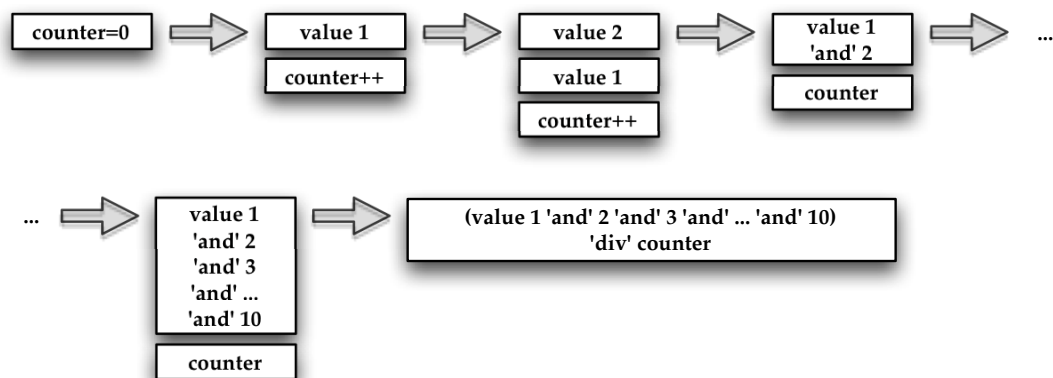 counter=0
value 1
counter++
value 2
value 1
counter++
value 1
'and' 2
counter
...
...
value 1
'and' 2
'and' 3
'and' ...
'and' 10
counter
(value 1 'and' 2 'and' 3 'and' ... 'and' 10)
'div' counter